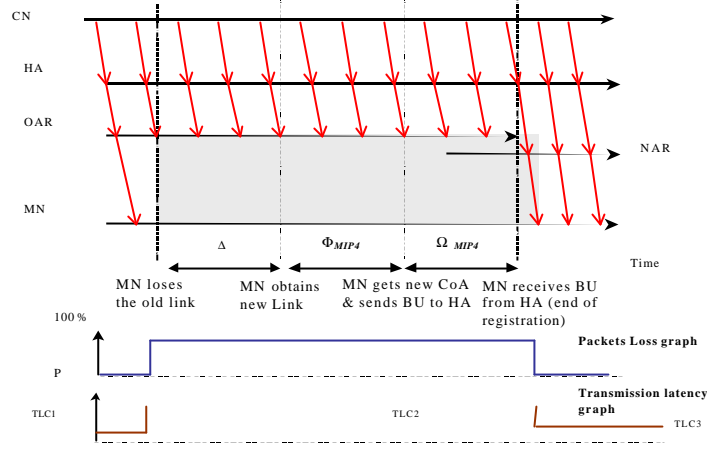 CN
HA
OAR
NAR
MN
Δ
Φ MIP4
Ω MIP4
Time
MN loses
the old link
MN obtains
new Link
MN gets new CoA
& sends BU to HA
MN receives BU
from HA (end of
registration)
100%
Packets Loss graph
P
Transmission latency
graph
TLC1
TLC2
TLC3